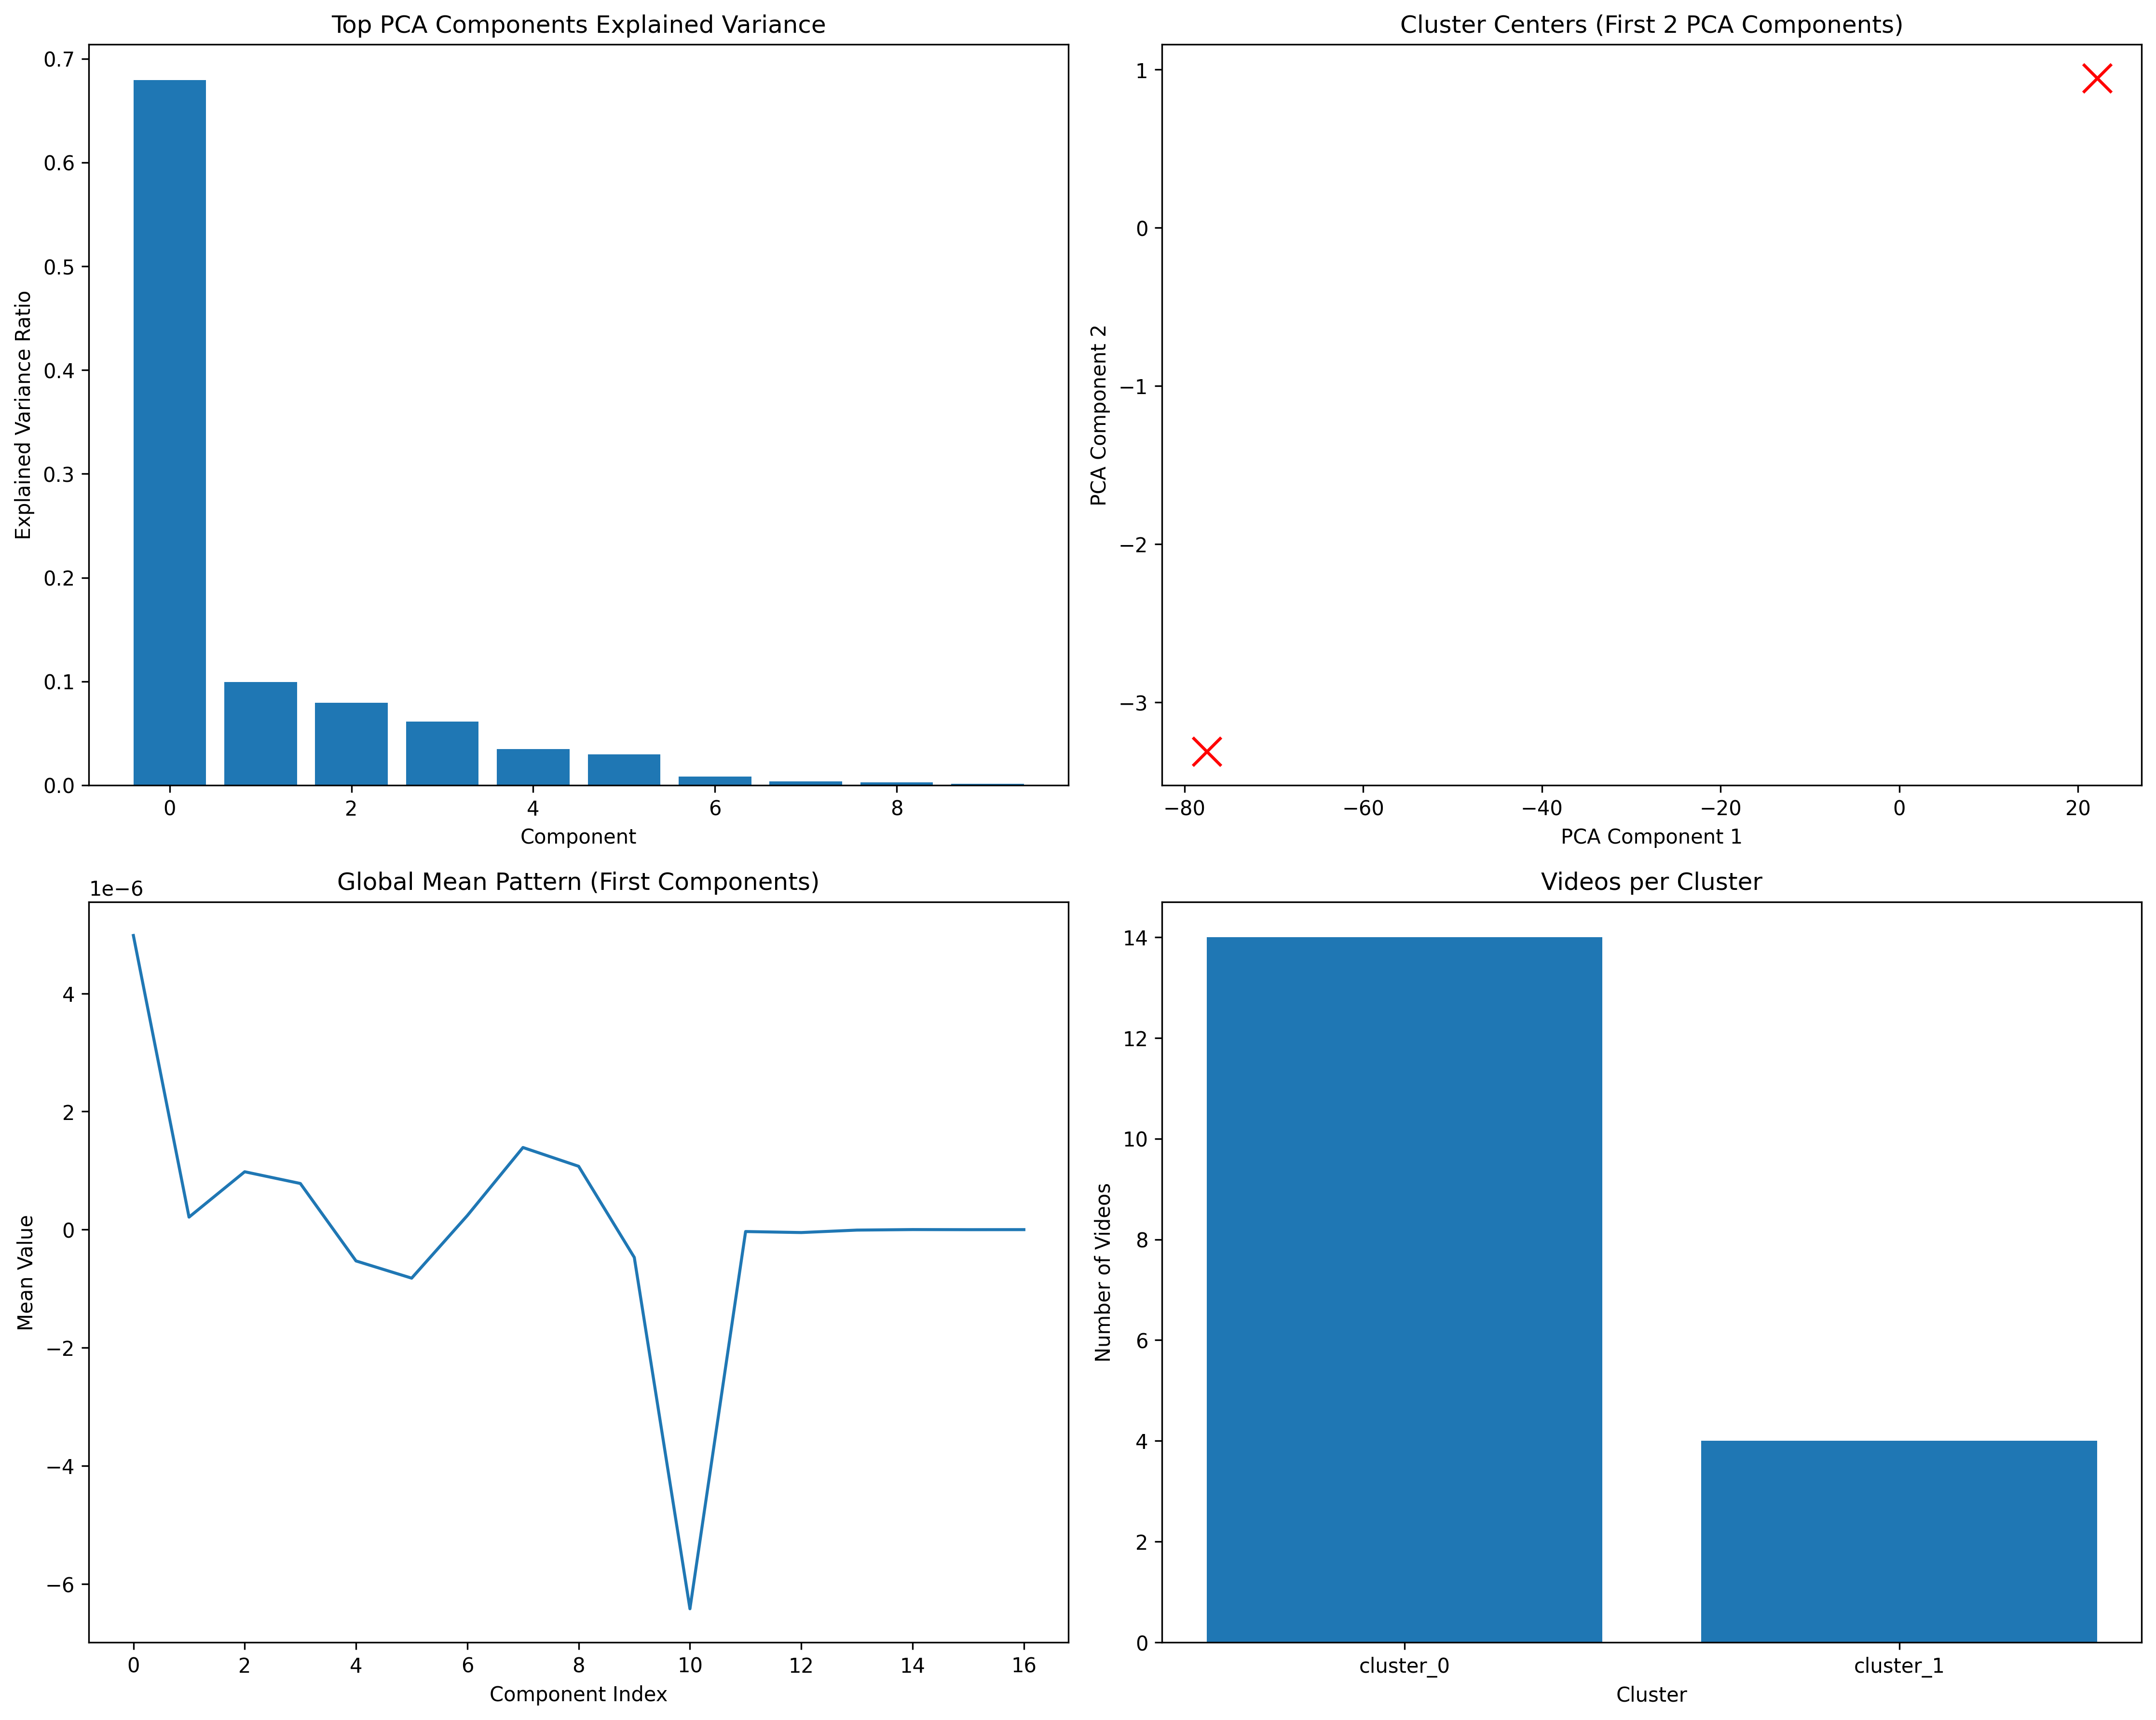 Top PCA Components Explained Variance
Explained Variance Ratio
0.7
0.6
0.5
0.4
0.3
0.2
0.1
0.0
0 2 4 6 8
Component
Cluster Centers (First 2 PCA Components)
PCA Component 2
1
0
−1
−2
−3
−80 −60 −40 −20 0 20
PCA Component 1
Global Mean Pattern (First Components)
1e−6
Mean Value
4
2
0
−2
−4
−6
0 2 4 6 8 10 12 14 16
Component Index
Videos per Cluster
Number of Videos
14
12
10
8
6
4
2
0
cluster_0 cluster_1
Cluster